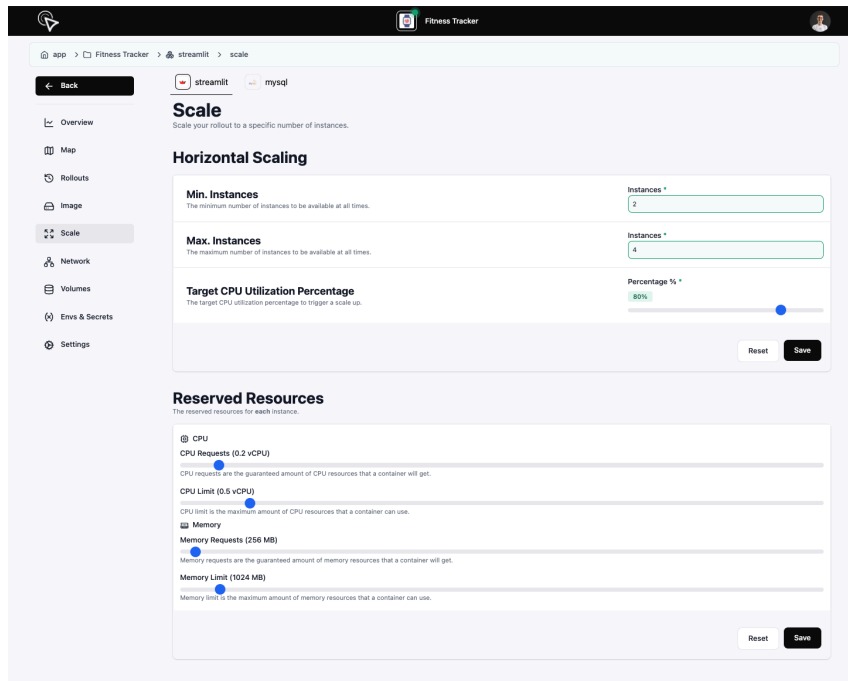 Fitness Tracker
app > Fitness Tracker > streamlit > scale
Back
streamlit
mysql
Overview
Map
Rollouts
Image
Scale
Network
Volumes
Envs & Secrets
Settings
Scale
Scale your rollout to a specific number of instances.
Horizontal Scaling
Min. Instances
The minimum number of instances to be available at all times.
Instances *
2
Max. Instances
The maximum number of instances to be available at all times.
Instances *
4
Target CPU Utilization Percentage
The target CPU utilization percentage to trigger a scale up.
Percentage % *
80%
Reset
Save
Reserved Resources
The reserved resources for each instance.
CPU
CPU Requests (0.2 vCPU)
CPU requests are the guaranteed amount of CPU resources that a container will get.
CPU Limit (0.5 vCPU)
CPU limit is the maximum amount of CPU resources that a container can use.
Memory
Memory Requests (256 MB)
Memory requests are the guaranteed amount of memory resources that a container will get.
Memory Limit (1024 MB)
Memory limit is the maximum amount of memory resources that a container can use.
Reset
Save